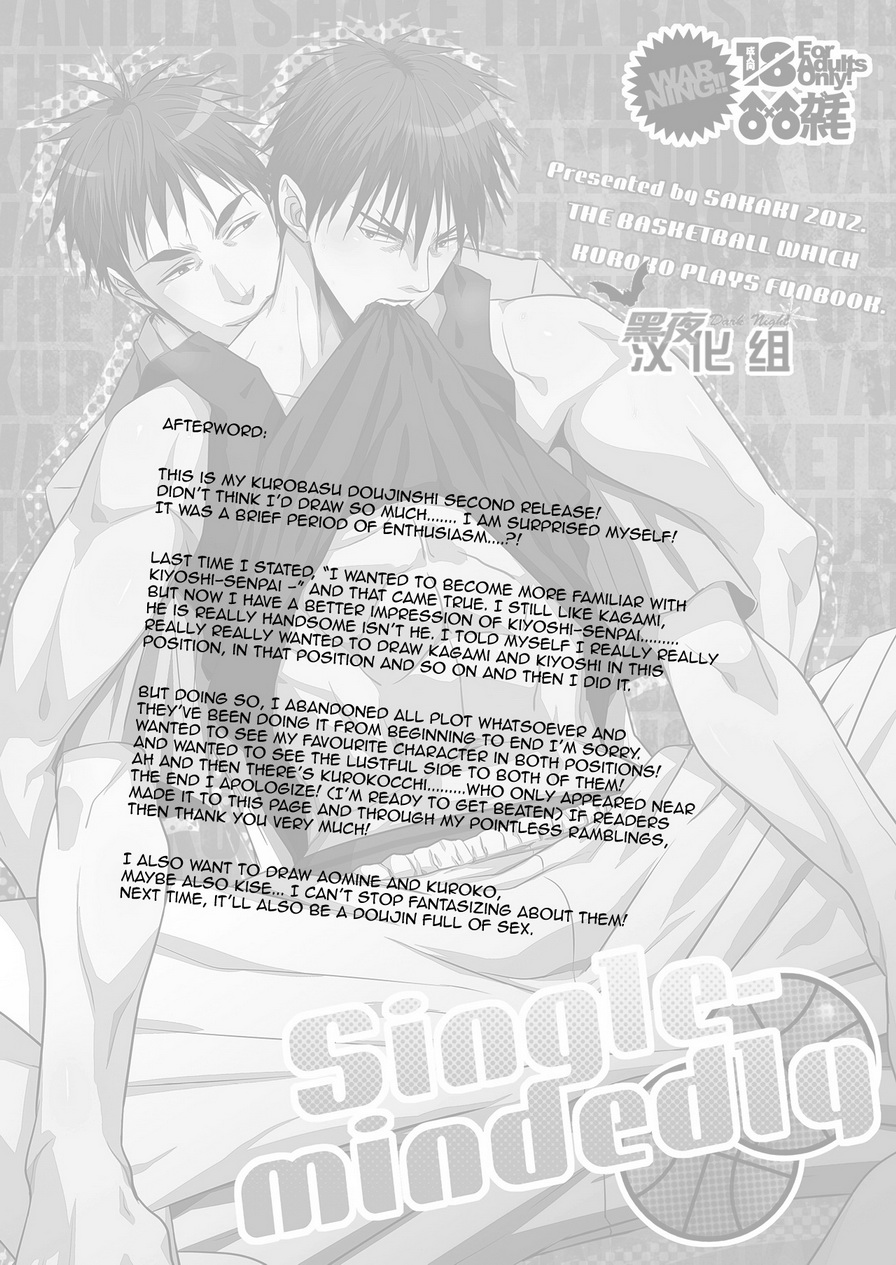 WAR
NING!!
18
For
Adults
Only!
Presented by SAKAKI 2012.
THE BASKETBALL WHICH
KUROKO PLAYS FUNBOOK.
Dark Night
黑夜
汉化组
AFTERWORD:
THIS IS MY KUROBASU DOUJINSHI SECOND RELEASE!
DIDN'T THINK I'D DRAW SO MUCH....... I AM SURPRISED MYSELF!
IT WAS A BRIEF PERIOD OF ENTHUSIASM....?!
LAST TIME I STATED, "I WANTED TO BECOME MORE FAMILIAR WITH
KIYOSHI-SENPAI -" AND THAT CAME TRUE. I STILL LIKE KAGAMI,
BUT NOW I HAVE A BETTER IMPRESSION OF KIYOSHI-SENPAI.........
HE IS REALLY HANDSOME ISN'T HE. I TOLD MYSELF I REALLY REALLY
REALLY REALLY WANTED TO DRAW KAGAMI AND KIYOSHI IN THIS
POSITION, IN THAT POSITION AND SO ON AND THEN I DID IT.
BUT DOING SO, I ABANDONED ALL PLOT WHATSOEVER AND
THEY'VE BEEN DOING IT FROM BEGINNING TO END I'M SORRY.
WANTED TO SEE MY FAVOURITE CHARACTER IN BOTH POSITIONS!
AND WANTED TO SEE THE LUSTFUL SIDE TO BOTH OF THEM!
AH AND THEN THERE'S KUROKOCCHI.........WHO ONLY APPEARED NEAR
THE END I APOLOGIZE! (I'M READY TO GET BEATEN) IF READERS
MADE IT TO THIS PAGE AND THROUGH MY POINTLESS RAMBLINGS,
THEN THANK YOU VERY MUCH!
I ALSO WANT TO DRAW AOMINE AND KUROKO,
MAYBE ALSO KISE... I CAN'T STOP FANTASIZING ABOUT THEM!
NEXT TIME, IT'LL ALSO BE A DOUJIN FULL OF SEX.
Single-
mindedly